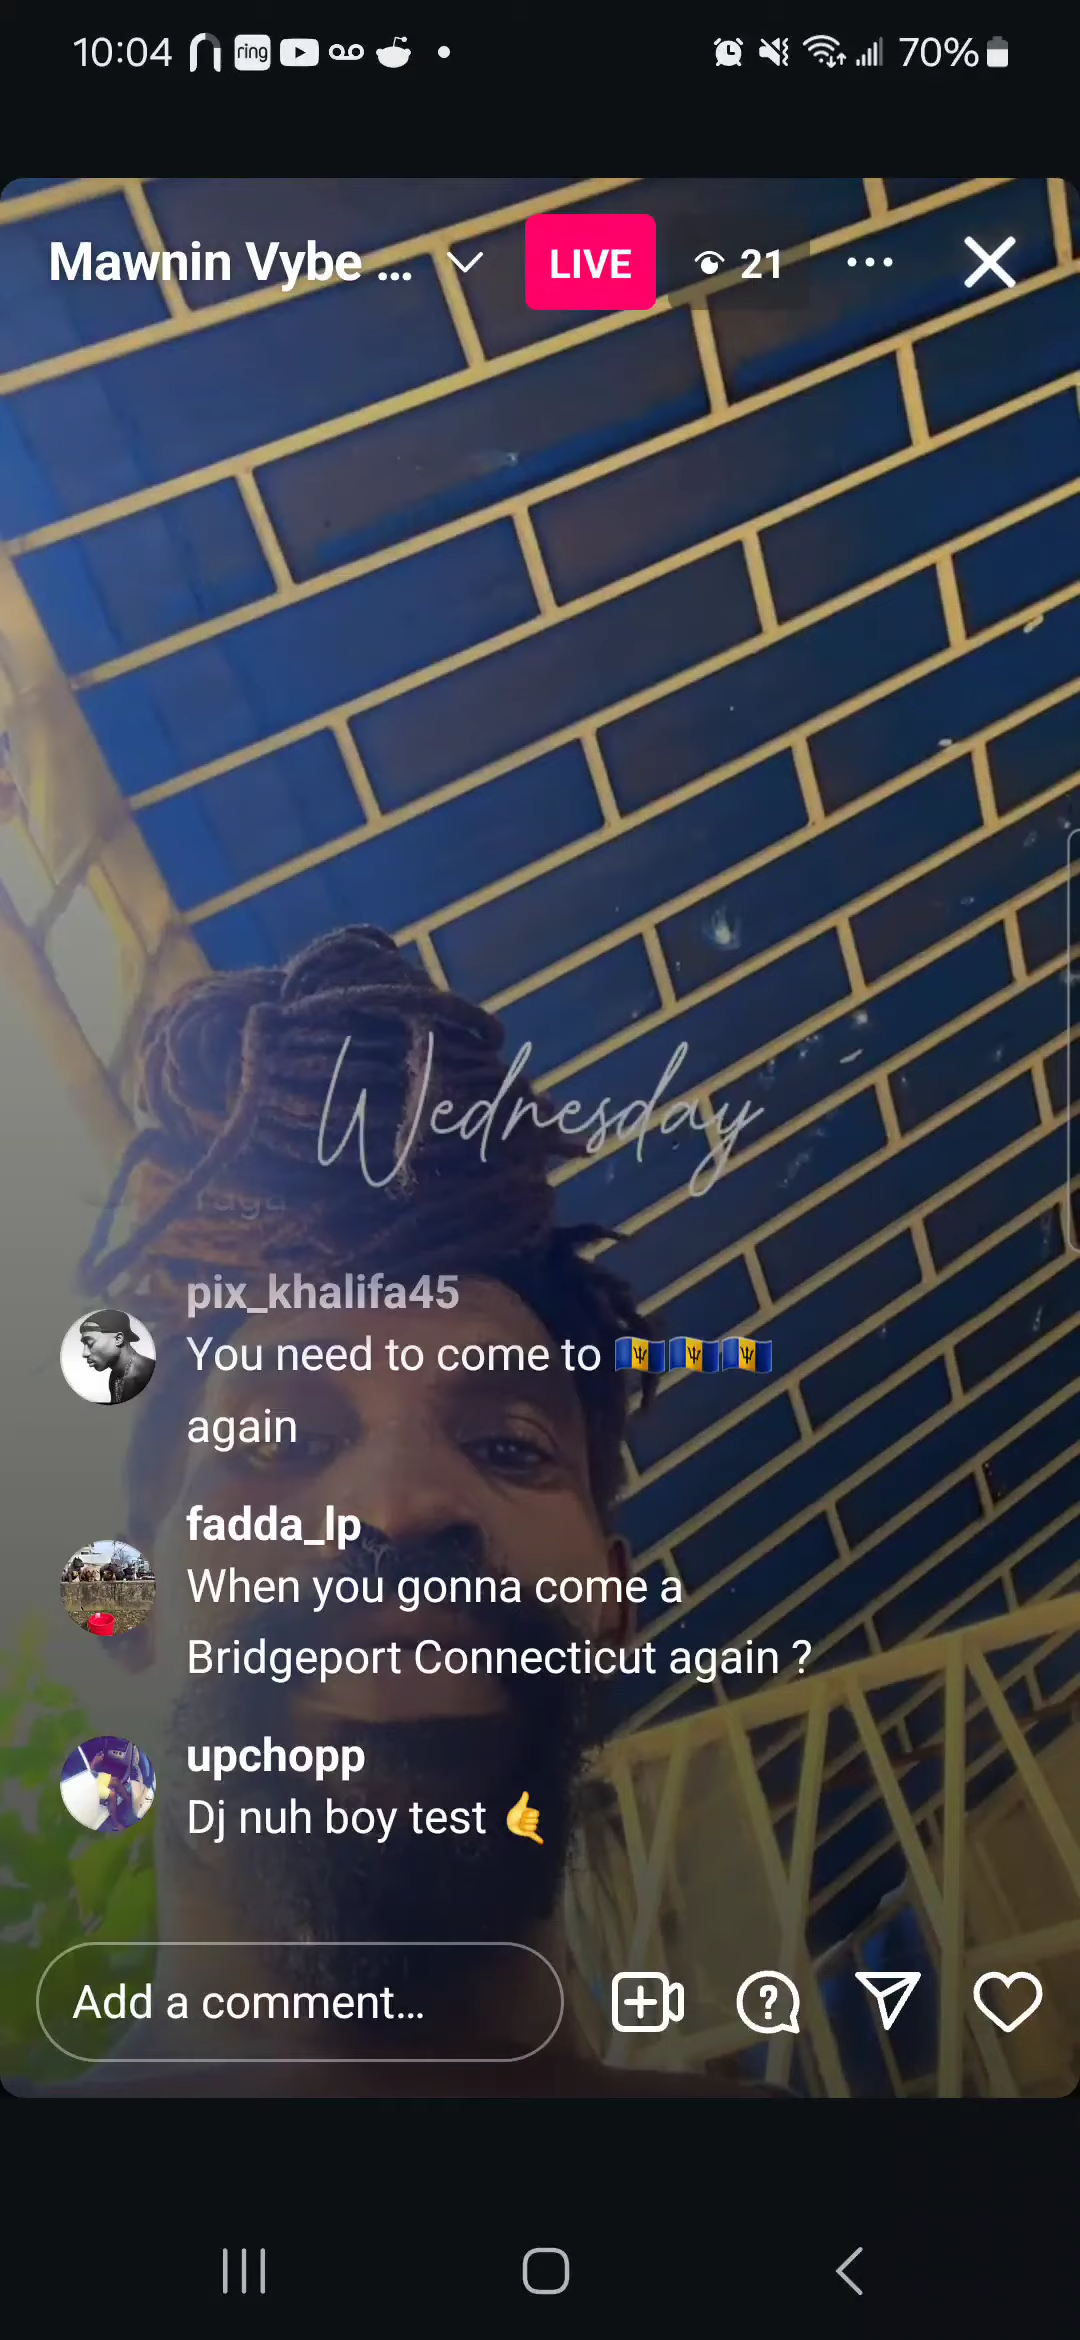 10:04 ring 70%
Mawnin Vybe ... LIVE 21
Wednesday
pix_khalifa45
You need to come to 🇧🇧🇧🇧🇧🇧
again
fadda_lp
When you gonna come a
Bridgeport Connecticut again ?
upchopp
Dj nuh boy test 🤙
Add a comment...